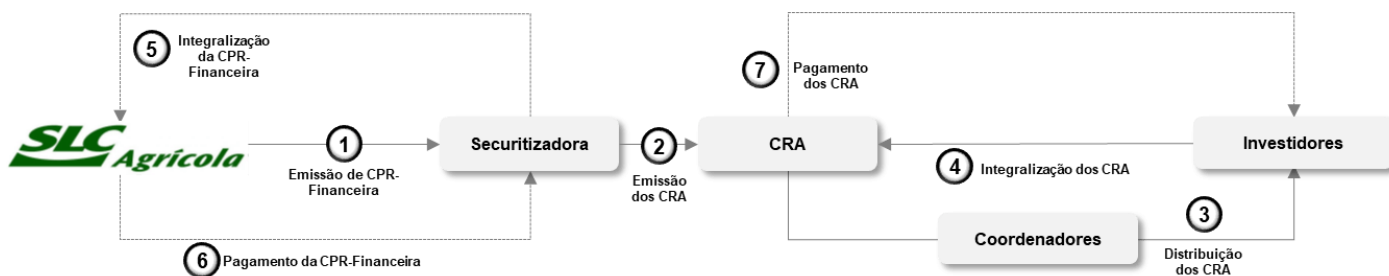 5
Integralização
da CPR-
Financeira
7
Pagamento
dos CRA
SLC
Agrícola
1
Emissão de CPR-
Financeira
Securitizadora
2
Emissão
dos CRA
CRA
4
Integralização dos CRA
Investidores
6
Pagamento da CPR-Financeira
Coordenadores
3
Distribuição
dos CRA